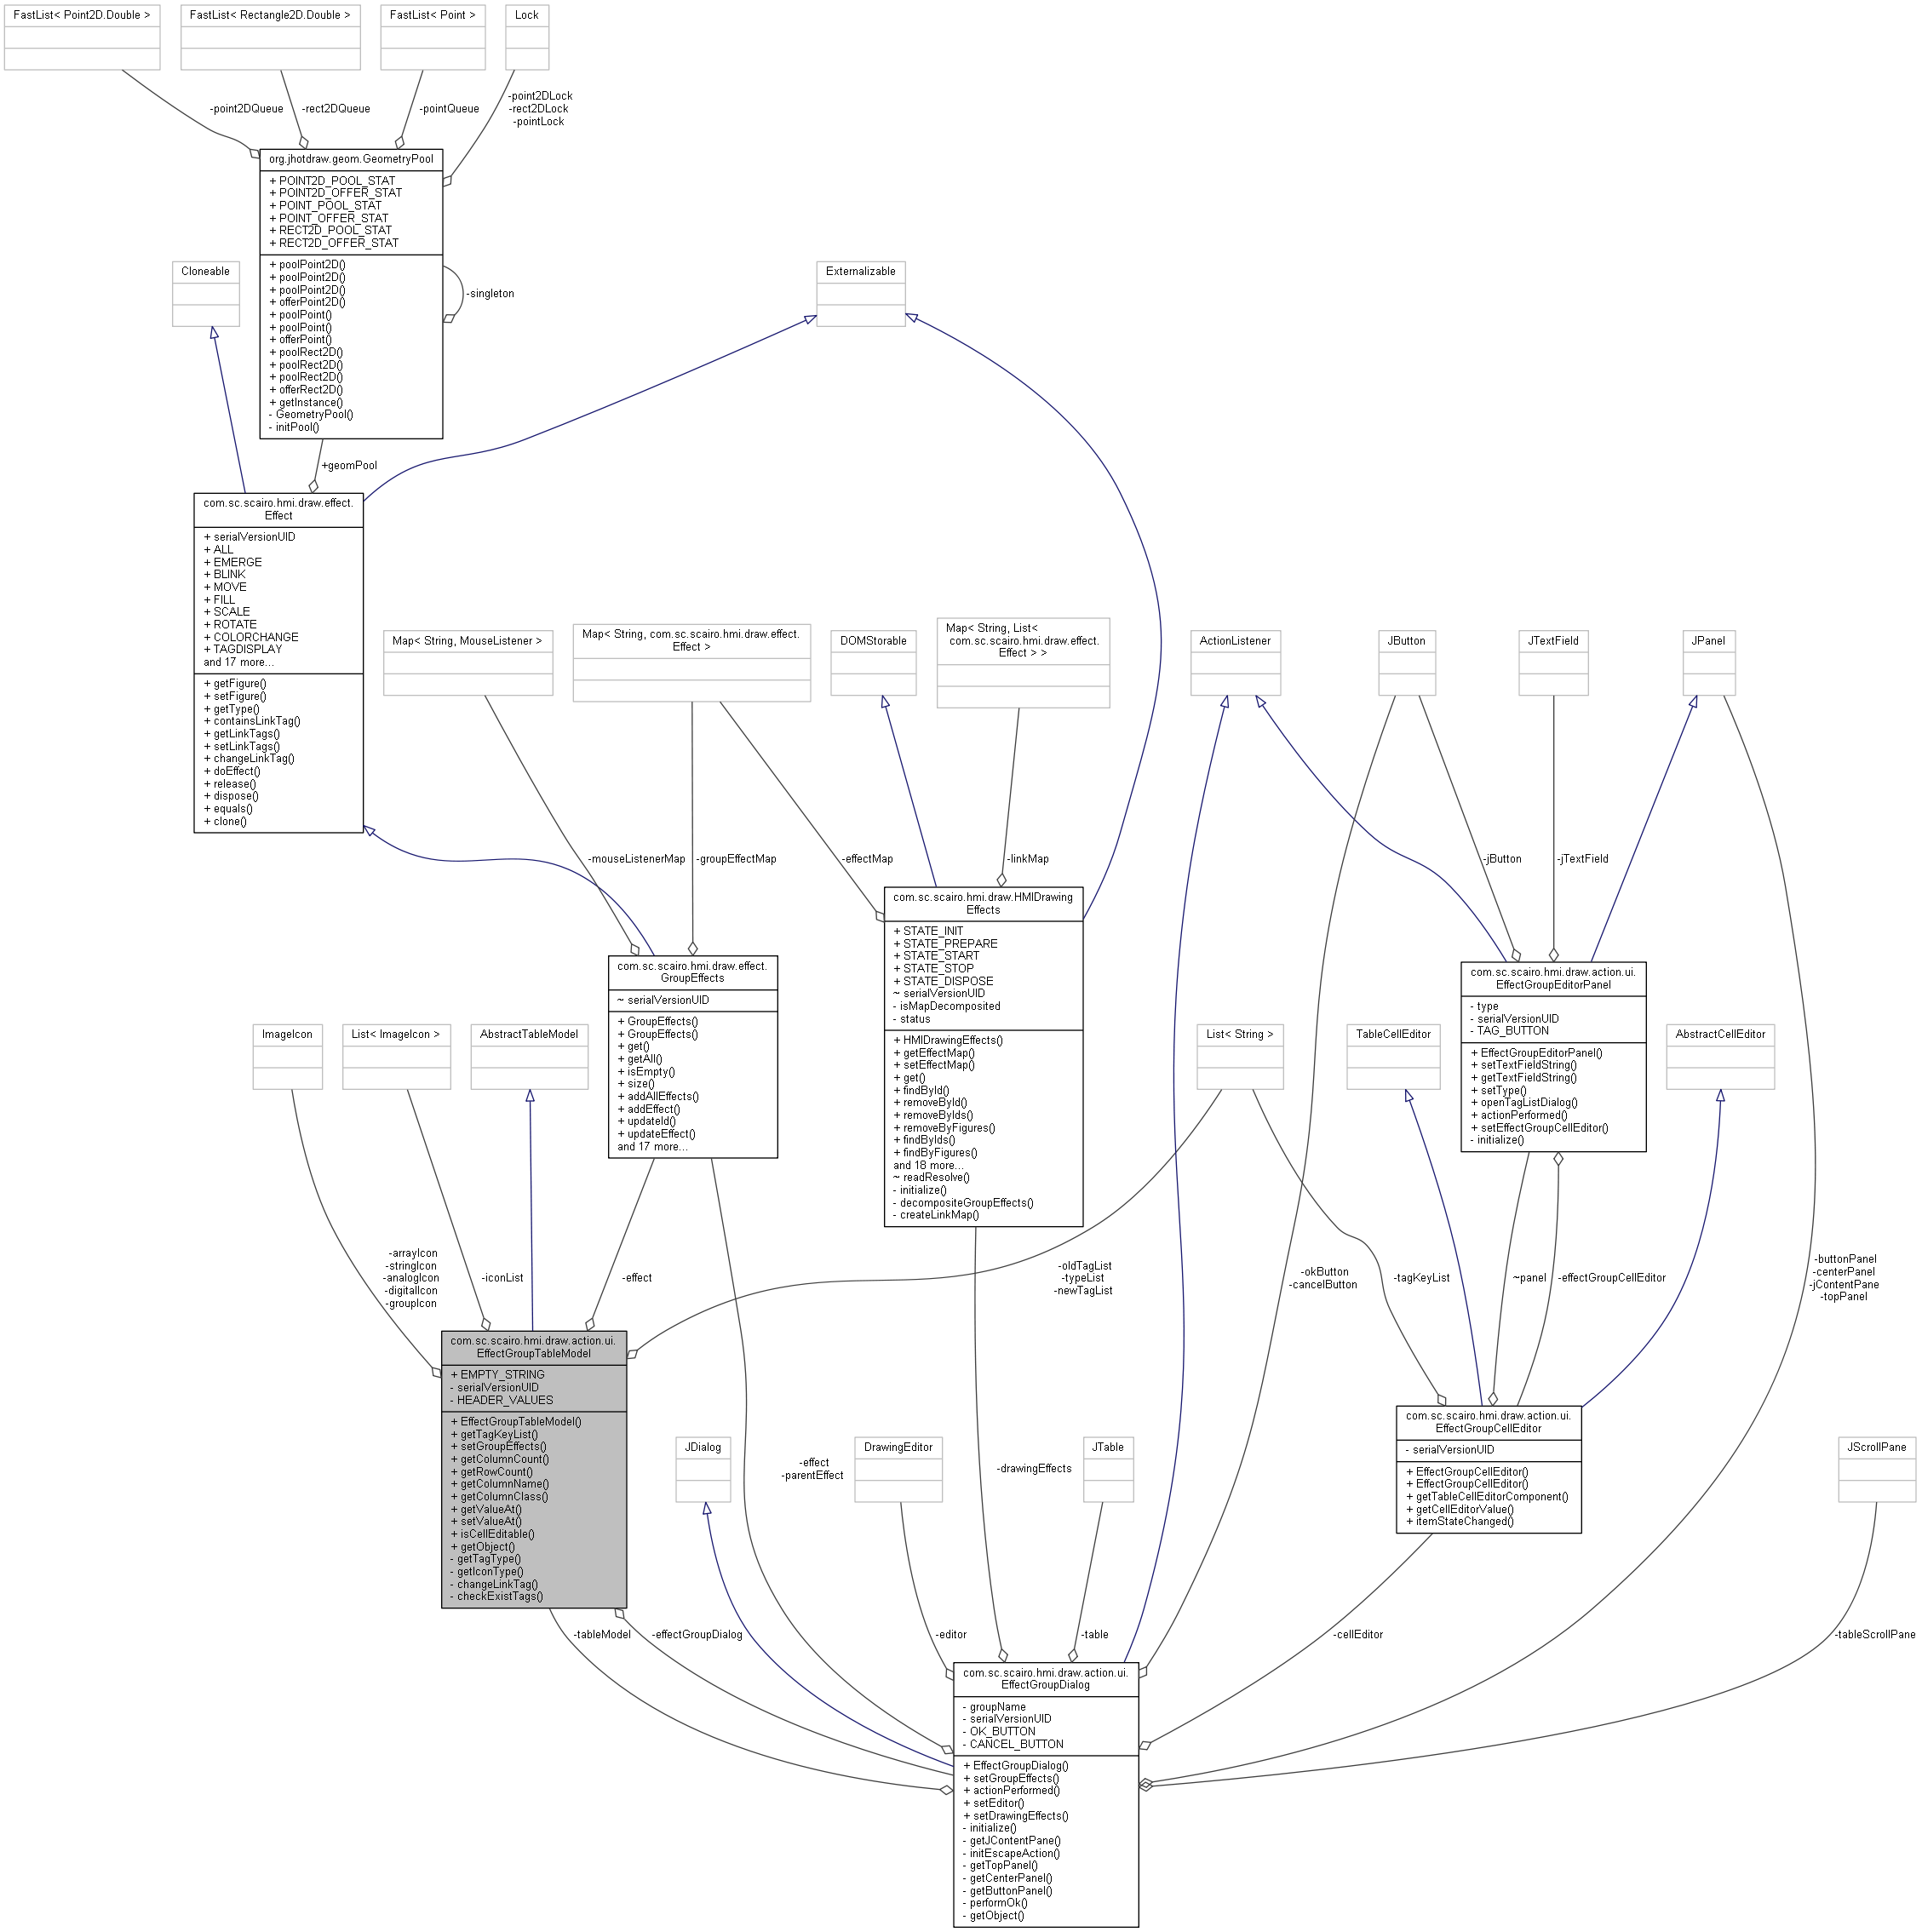 FastList< Point2D.Double >
FastList< Rectangle2D.Double >
FastList< Point >
Lock
-point2DQueue
-rect2DQueue
-pointQueue
-point2DLock
-rect2DLock
-pointLock
org.jhotdraw.geom.GeometryPool
+ POINT2D_POOL_STAT
+ POINT2D_OFFER_STAT
+ POINT_POOL_STAT
+ POINT_OFFER_STAT
+ RECT2D_POOL_STAT
+ RECT2D_OFFER_STAT
+ poolPoint2D()
+ poolPoint2D()
+ poolPoint2D()
+ offerPoint2D()
+ poolPoint()
+ poolPoint()
+ offerPoint()
+ poolRect2D()
+ poolRect2D()
+ poolRect2D()
+ offerRect2D()
+ getInstance()
- GeometryPool()
- initPool()
-singleton
Cloneable
Externalizable
+geomPool
com.sc.scairo.hmi.draw.effect.
Effect
+ serialVersionUID
+ ALL
+ EMERGE
+ BLINK
+ MOVE
+ FILL
+ SCALE
+ ROTATE
+ COLORCHANGE
+ TAGDISPLAY
and 17 more...
+ getFigure()
+ setFigure()
+ getType()
+ containsLinkTag()
+ getLinkTags()
+ setLinkTags()
+ changeLinkTag()
+ doEffect()
+ release()
+ dispose()
+ equals()
+ clone()
Map< String, MouseListener >
Map< String, com.sc.scairo.hmi.draw.effect.
Effect >
DOMStorable
Map< String, List<
com.sc.scairo.hmi.draw.effect.
Effect > >
ActionListener
JButton
JTextField
JPanel
-mouseListenerMap
-groupEffectMap
-effectMap
-linkMap
-jButton
-jTextField
com.sc.scairo.hmi.draw.HMIDrawing
Effects
+ STATE_INIT
+ STATE_PREPARE
+ STATE_START
+ STATE_STOP
+ STATE_DISPOSE
~ serialVersionUID
- isMapDecomposited
- status
+ HMIDrawingEffects()
+ getEffectMap()
+ setEffectMap()
+ get()
+ findById()
+ removeById()
+ removeByIds()
+ removeByFigures()
+ findByIds()
+ findByFigures()
and 18 more...
~ readResolve()
- initialize()
- decompositeGroupEffects()
- createLinkMap()
com.sc.scairo.hmi.draw.effect.
GroupEffects
~ serialVersionUID
+ GroupEffects()
+ GroupEffects()
+ get()
+ getAll()
+ isEmpty()
+ size()
+ addAllEffects()
+ addEffect()
+ updateId()
+ updateEffect()
and 17 more...
com.sc.scairo.hmi.draw.action.ui.
EffectGroupEditorPanel
- type
- serialVersionUID
- TAG_BUTTON
+ EffectGroupEditorPanel()
+ setTextFieldString()
+ getTextFieldString()
+ setType()
+ openTagListDialog()
+ actionPerformed()
+ setEffectGroupCellEditor()
- initialize()
ImageIcon
List< ImageIcon >
AbstractTableModel
List< String >
TableCellEditor
AbstractCellEditor
-arrayIcon
-stringIcon
-analogIcon
-digitalIcon
-groupIcon
-iconList
-effect
-oldTagList
-typeList
-newTagList
-okButton
-cancelButton
-tagKeyList
~panel
-effectGroupCellEditor
-buttonPanel
-centerPanel
-jContentPane
-topPanel
com.sc.scairo.hmi.draw.action.ui.
EffectGroupTableModel
+ EMPTY_STRING
- serialVersionUID
- HEADER_VALUES
+ EffectGroupTableModel()
+ getTagKeyList()
+ setGroupEffects()
+ getColumnCount()
+ getRowCount()
+ getColumnName()
+ getColumnClass()
+ getValueAt()
+ setValueAt()
+ isCellEditable()
+ getObject()
- getTagType()
- getIconType()
- changeLinkTag()
- checkExistTags()
JDialog
-effect
-parentEffect
DrawingEditor
-drawingEffects
JTable
com.sc.scairo.hmi.draw.action.ui.
EffectGroupCellEditor
- serialVersionUID
+ EffectGroupCellEditor()
+ EffectGroupCellEditor()
+ getTableCellEditorComponent()
+ getCellEditorValue()
+ itemStateChanged()
JScrollPane
-tableModel
-effectGroupDialog
-editor
-table
-cellEditor
-tableScrollPane
com.sc.scairo.hmi.draw.action.ui.
EffectGroupDialog
- groupName
- serialVersionUID
- OK_BUTTON
- CANCEL_BUTTON
+ EffectGroupDialog()
+ setGroupEffects()
+ actionPerformed()
+ setEditor()
+ setDrawingEffects()
- initialize()
- getJContentPane()
- initEscapeAction()
- getTopPanel()
- getCenterPanel()
- getButtonPanel()
- performOk()
- getObject()